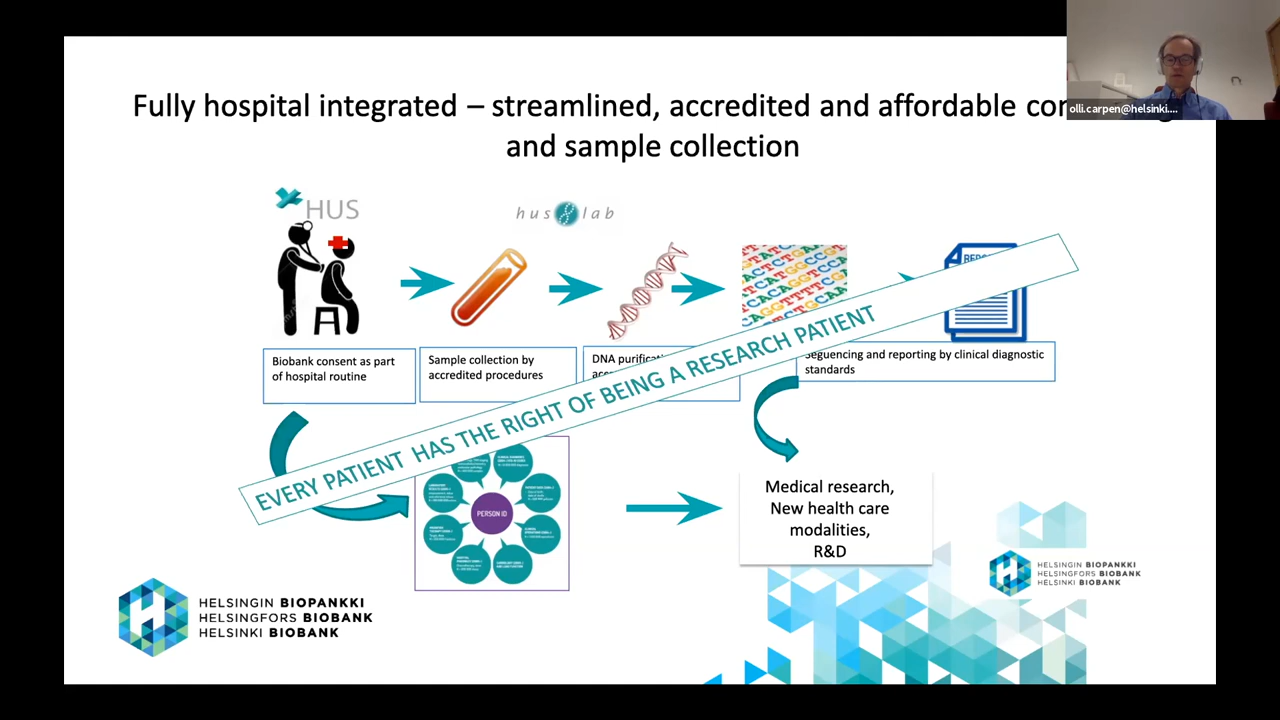 olli.carpen@helsinki....
Fully hospital integrated – streamlined, accredited and affordable
and sample collection
HUS
hus lab
Biobank consent as part
of hospital routine
Sample collection by
accredited procedures
DNA
Sequencing and reporting by clinical diagnostic
standards
EVERY PATIENT HAS THE RIGHT OF BEING A RESEARCH PATIENT
PERSON ID
Medical research,
New health care
modalities,
R&D
HELSINGIN BIOPANKKI
HELSINGFORS BIOBANK
HELSINKI BIOBANK
HELSINGIN BIOPANKKI
HELSINGFORS BIOBANK
HELSINKI BIOBANK